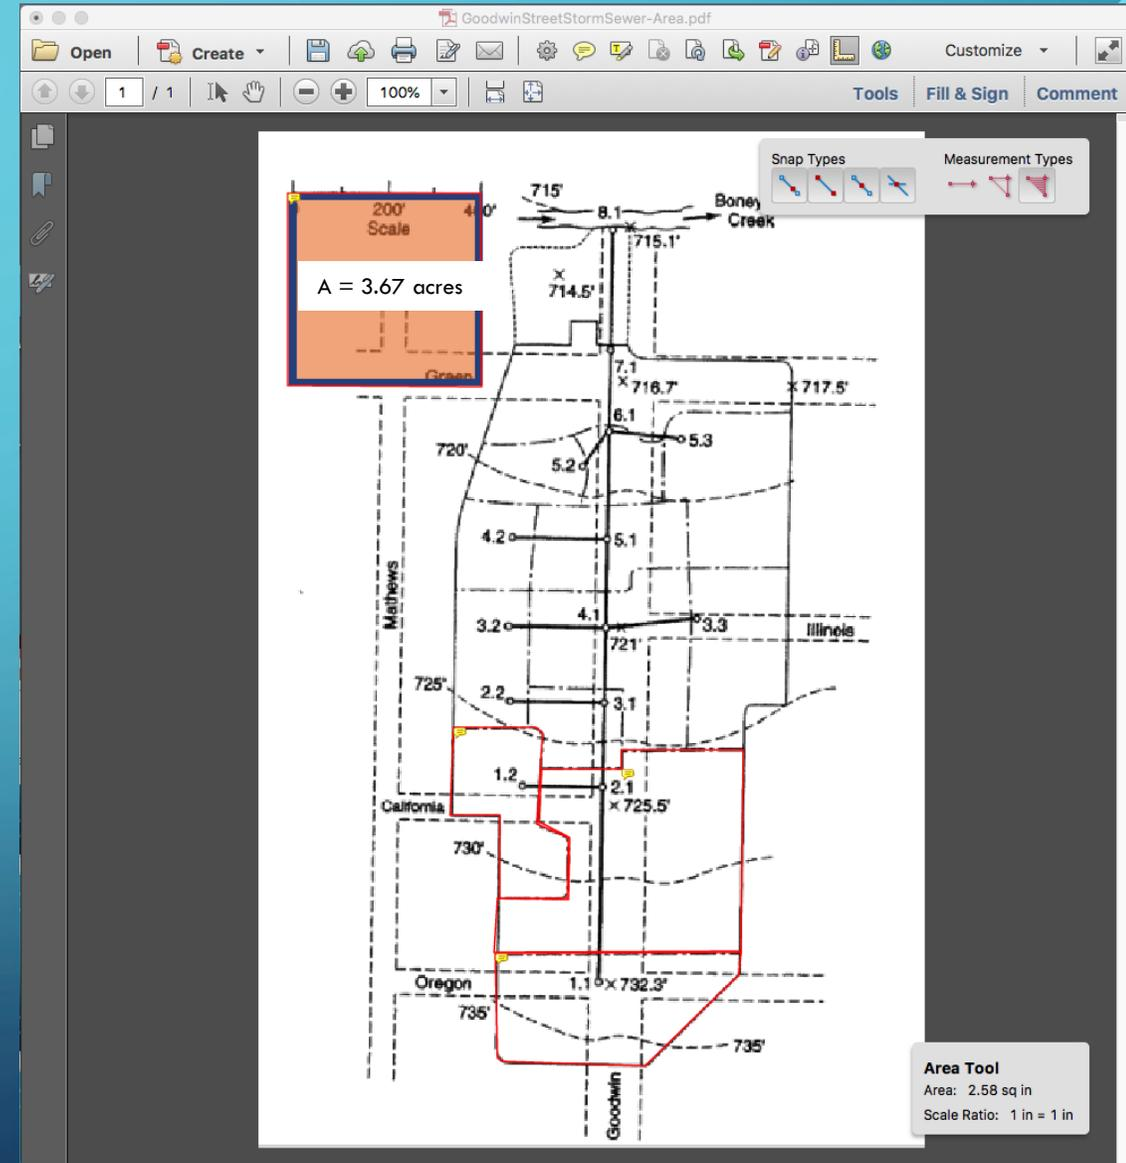 GoodwinStreetStormSewer-Area.pdf
Open
Create
Customize
1 / 1
100%
Tools
Fill & Sign
Comment
Snap Types
Measurement Types
200'
Scale
A = 3.67 acres
Green
715'
8.1
Boney
Creek
715.1'
714.5'
7.1
716.7'
717.5'
6.1
5.3
720'
5.2
4.2
5.1
Mathews
4.1
3.2
3.3
Illinois
721'
725'
2.2
3.1
1.2
2.1
California
725.5'
730'
Oregon
1.1
732.3'
735'
735'
Goodwin
Area Tool
Area: 2.58 sq in
Scale Ratio: 1 in = 1 in